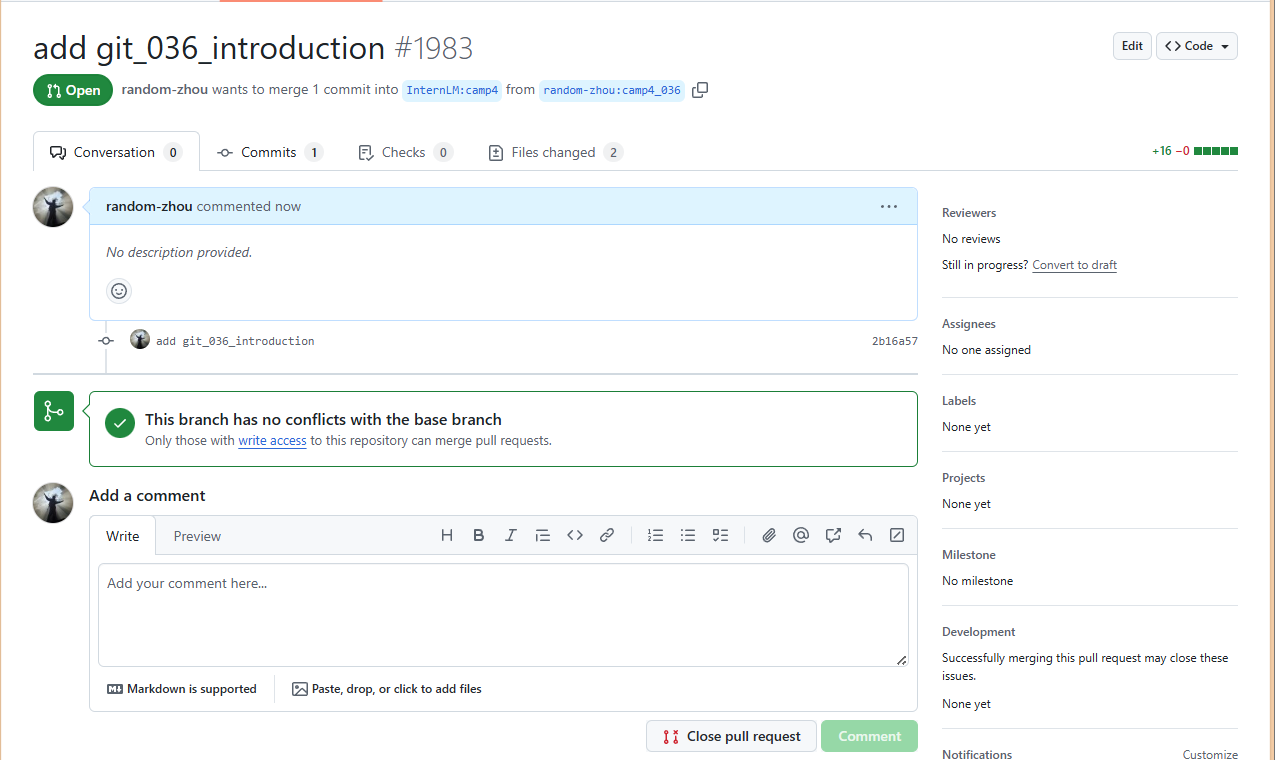 add git_036_introduction #1983
Edit
Code
Open
random-zhou wants to merge 1 commit into InternLM:camp4 from random-zhou:camp4_036
Conversation 0
Commits 1
Checks 0
Files changed 2
+16 −0
random-zhou commented now
No description provided.
add git_036_introduction
2b16a57
This branch has no conflicts with the base branch
Only those with write access to this repository can merge pull requests.
Add a comment
Write
Preview
Add your comment here...
Markdown is supported
Paste, drop, or click to add files
Close pull request
Comment
Reviewers
No reviews
Still in progress? Convert to draft
Assignees
No one assigned
Labels
None yet
Projects
None yet
Milestone
No milestone
Development
Successfully merging this pull request may close these
issues.
None yet
Notifications
Customize